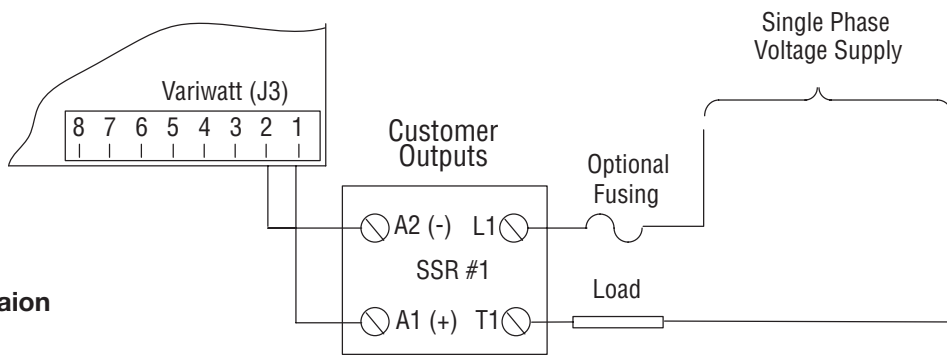 Single Phase
Voltage Supply
Variwatt (J3)
8 7 6 5 4 3 2 1
Customer
Outputs
Optional
Fusing
A2 (-) L1
SSR #1
Load
aion
A1 (+) T1